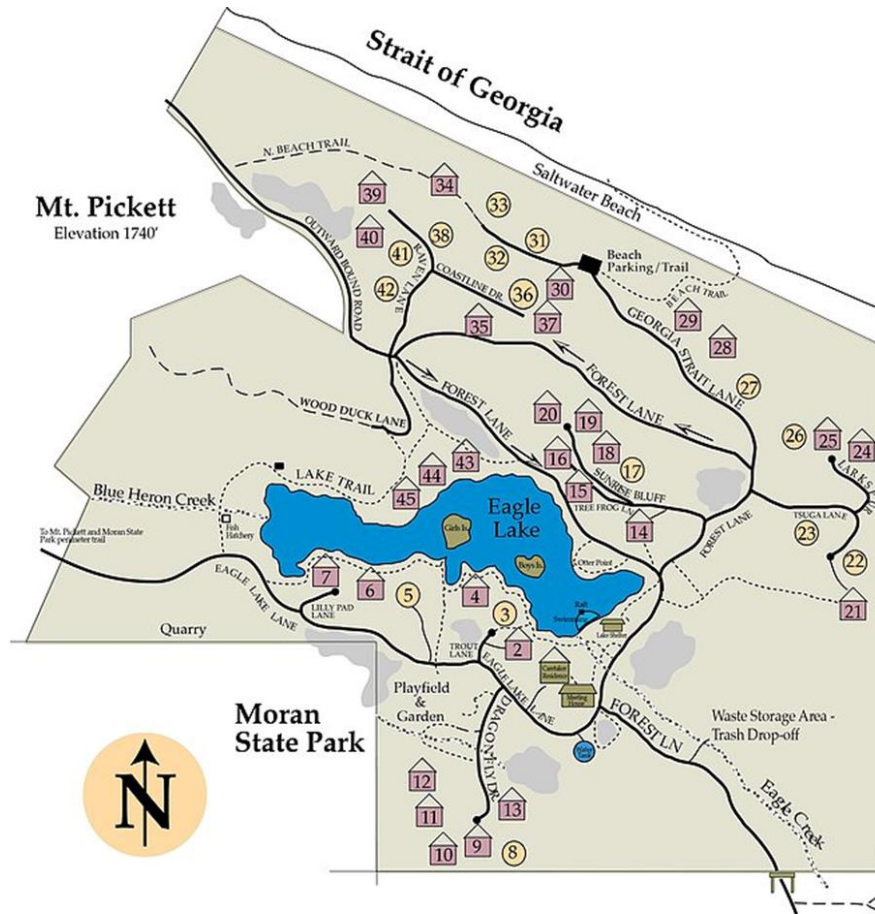 Strait of Georgia
Saltwater Beach
N. BEACH TRAIL
34
39
33
Mt. Pickett
Elevation 1740'
40
41
38
31
32
Beach
Parking/Trail
OUTWARD BOUND ROAD
RAVEN LANE
42
COASTLINE DR.
36
30
BEACH TRAIL
29
35
37
28
GEORGIA STRAIT LANE
27
FOREST LANE
FOREST LANE
WOOD DUCK LANE
20
19
26
25
24
18
17
16
43
44
45
15
SUNRISE BLUFF
LARKS
LAKE TRAIL
Blue Heron Creek
TREE FROG LA
14
FOREST LANE
TSUGA LANE
23
22
21
Eagle
Lake
Girls Is.
Boys Is.
Otter Point
Fish
Hatchery
To Mt. Pickett and Moran State
Park perimeter trail
EAGLE LAKE LANE
7
6
5
4
3
2
LILLY PAD
LANE
Raft
Swimming
Lake Shelter
Quarry
TROUT
LANE
EAGLE LAKE LANE
Caretaker
Residence
Meeting
House
Playfield
&
Garden
FOREST LN
Waste Storage Area -
Trash Drop-off
Moran
State Park
DRAGONFLY DR.
Water
Tank
Eagle Creek
N
12
11
13
10
9
8